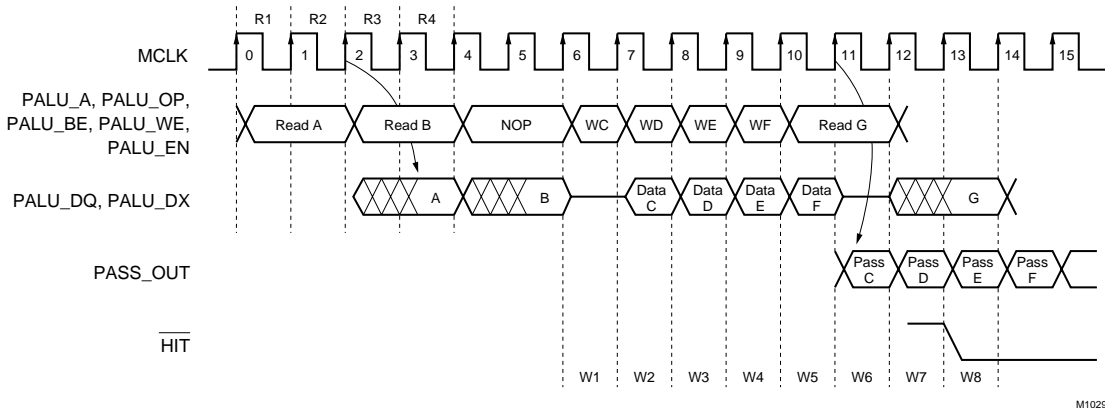 R1 R2 R3 R4
MCLK 0 1 2 3 4 5 6 7 8 9 10 11 12 13 14 15
PALU_A, PALU_OP,
PALU_BE, PALU_WE,
PALU_EN
Read A Read B NOP WC WD WE WF Read G
PALU_DQ, PALU_DX
A B Data C Data D Data E Data F G
PASS_OUT
Pass C Pass D Pass E Pass F
HIT
W1 W2 W3 W4 W5 W6 W7 W8
M1029